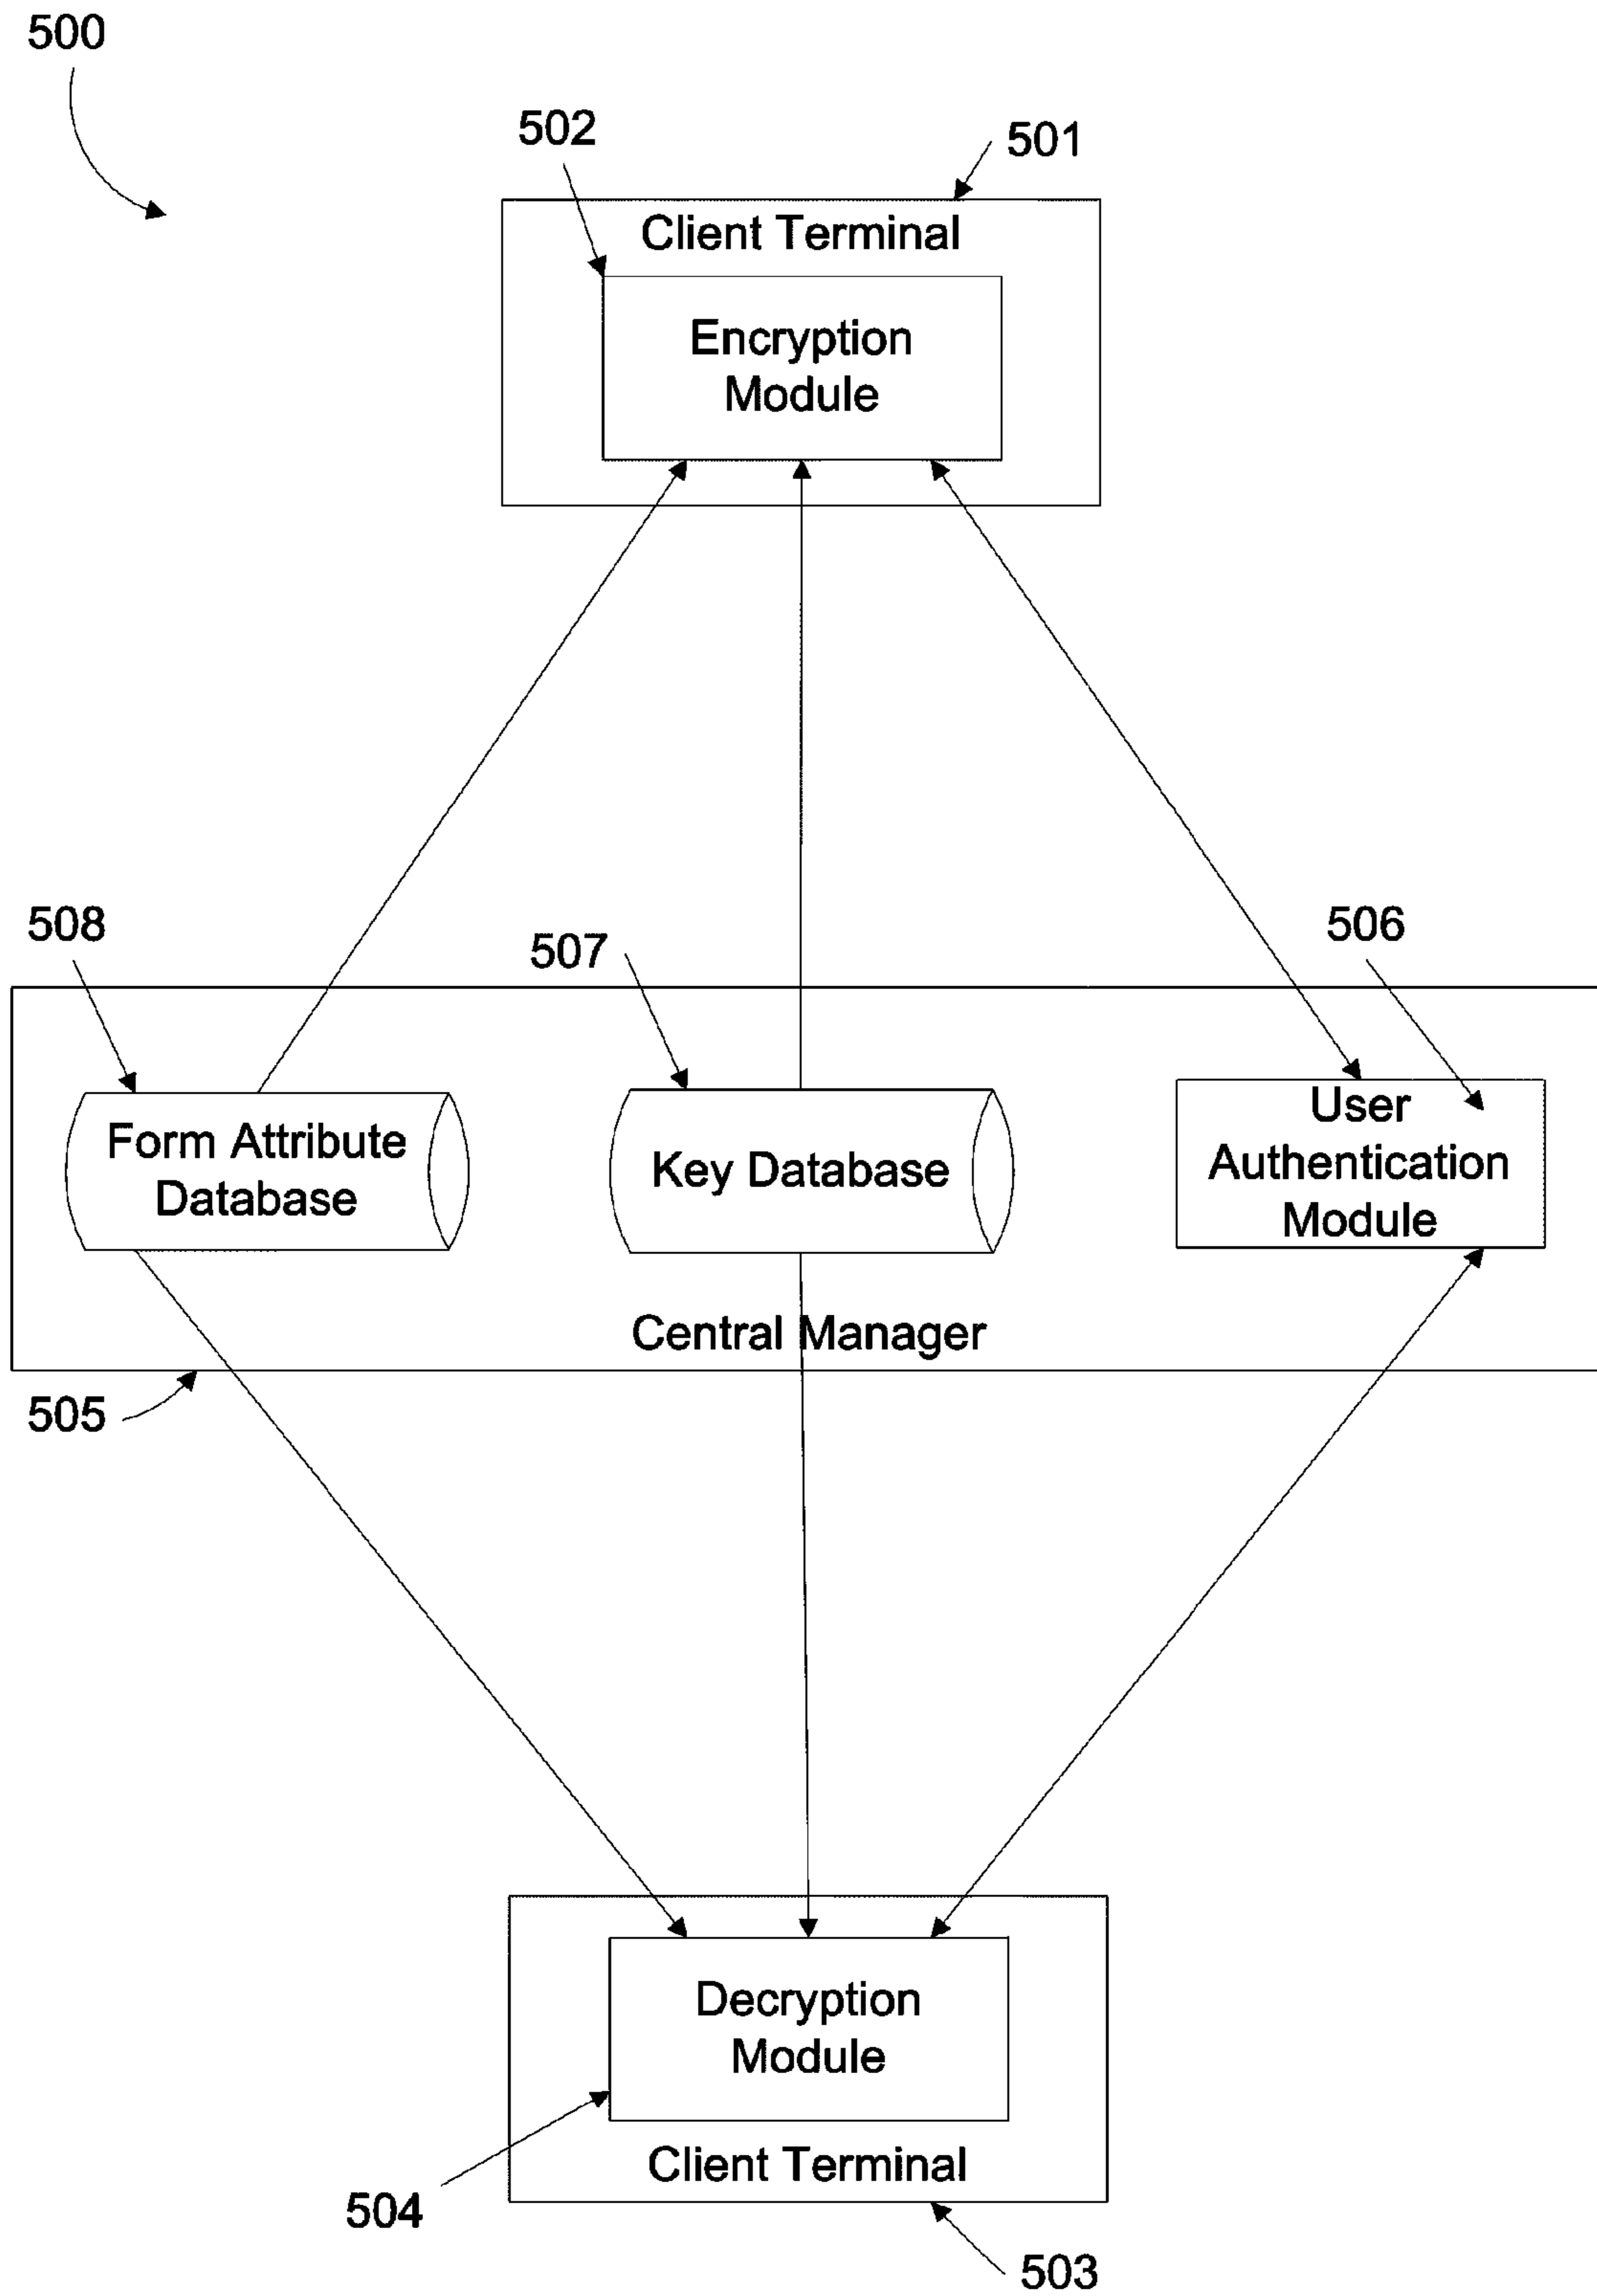 500
502
501
Client Terminal
Encryption
Module
508
507
506
Form Attribute
Database
Key Database
User
Authentication
Module
Central Manager
505
Decryption
Module
Client Terminal
504
503